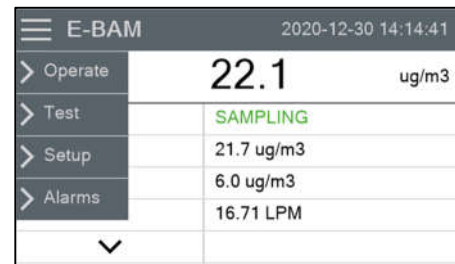 E-BAM 2020-12-30 14:14:41
Operate
22.1 ug/m3
Test
SAMPLING
Setup
21.7 ug/m3
6.0 ug/m3
Alarms
16.71 LPM